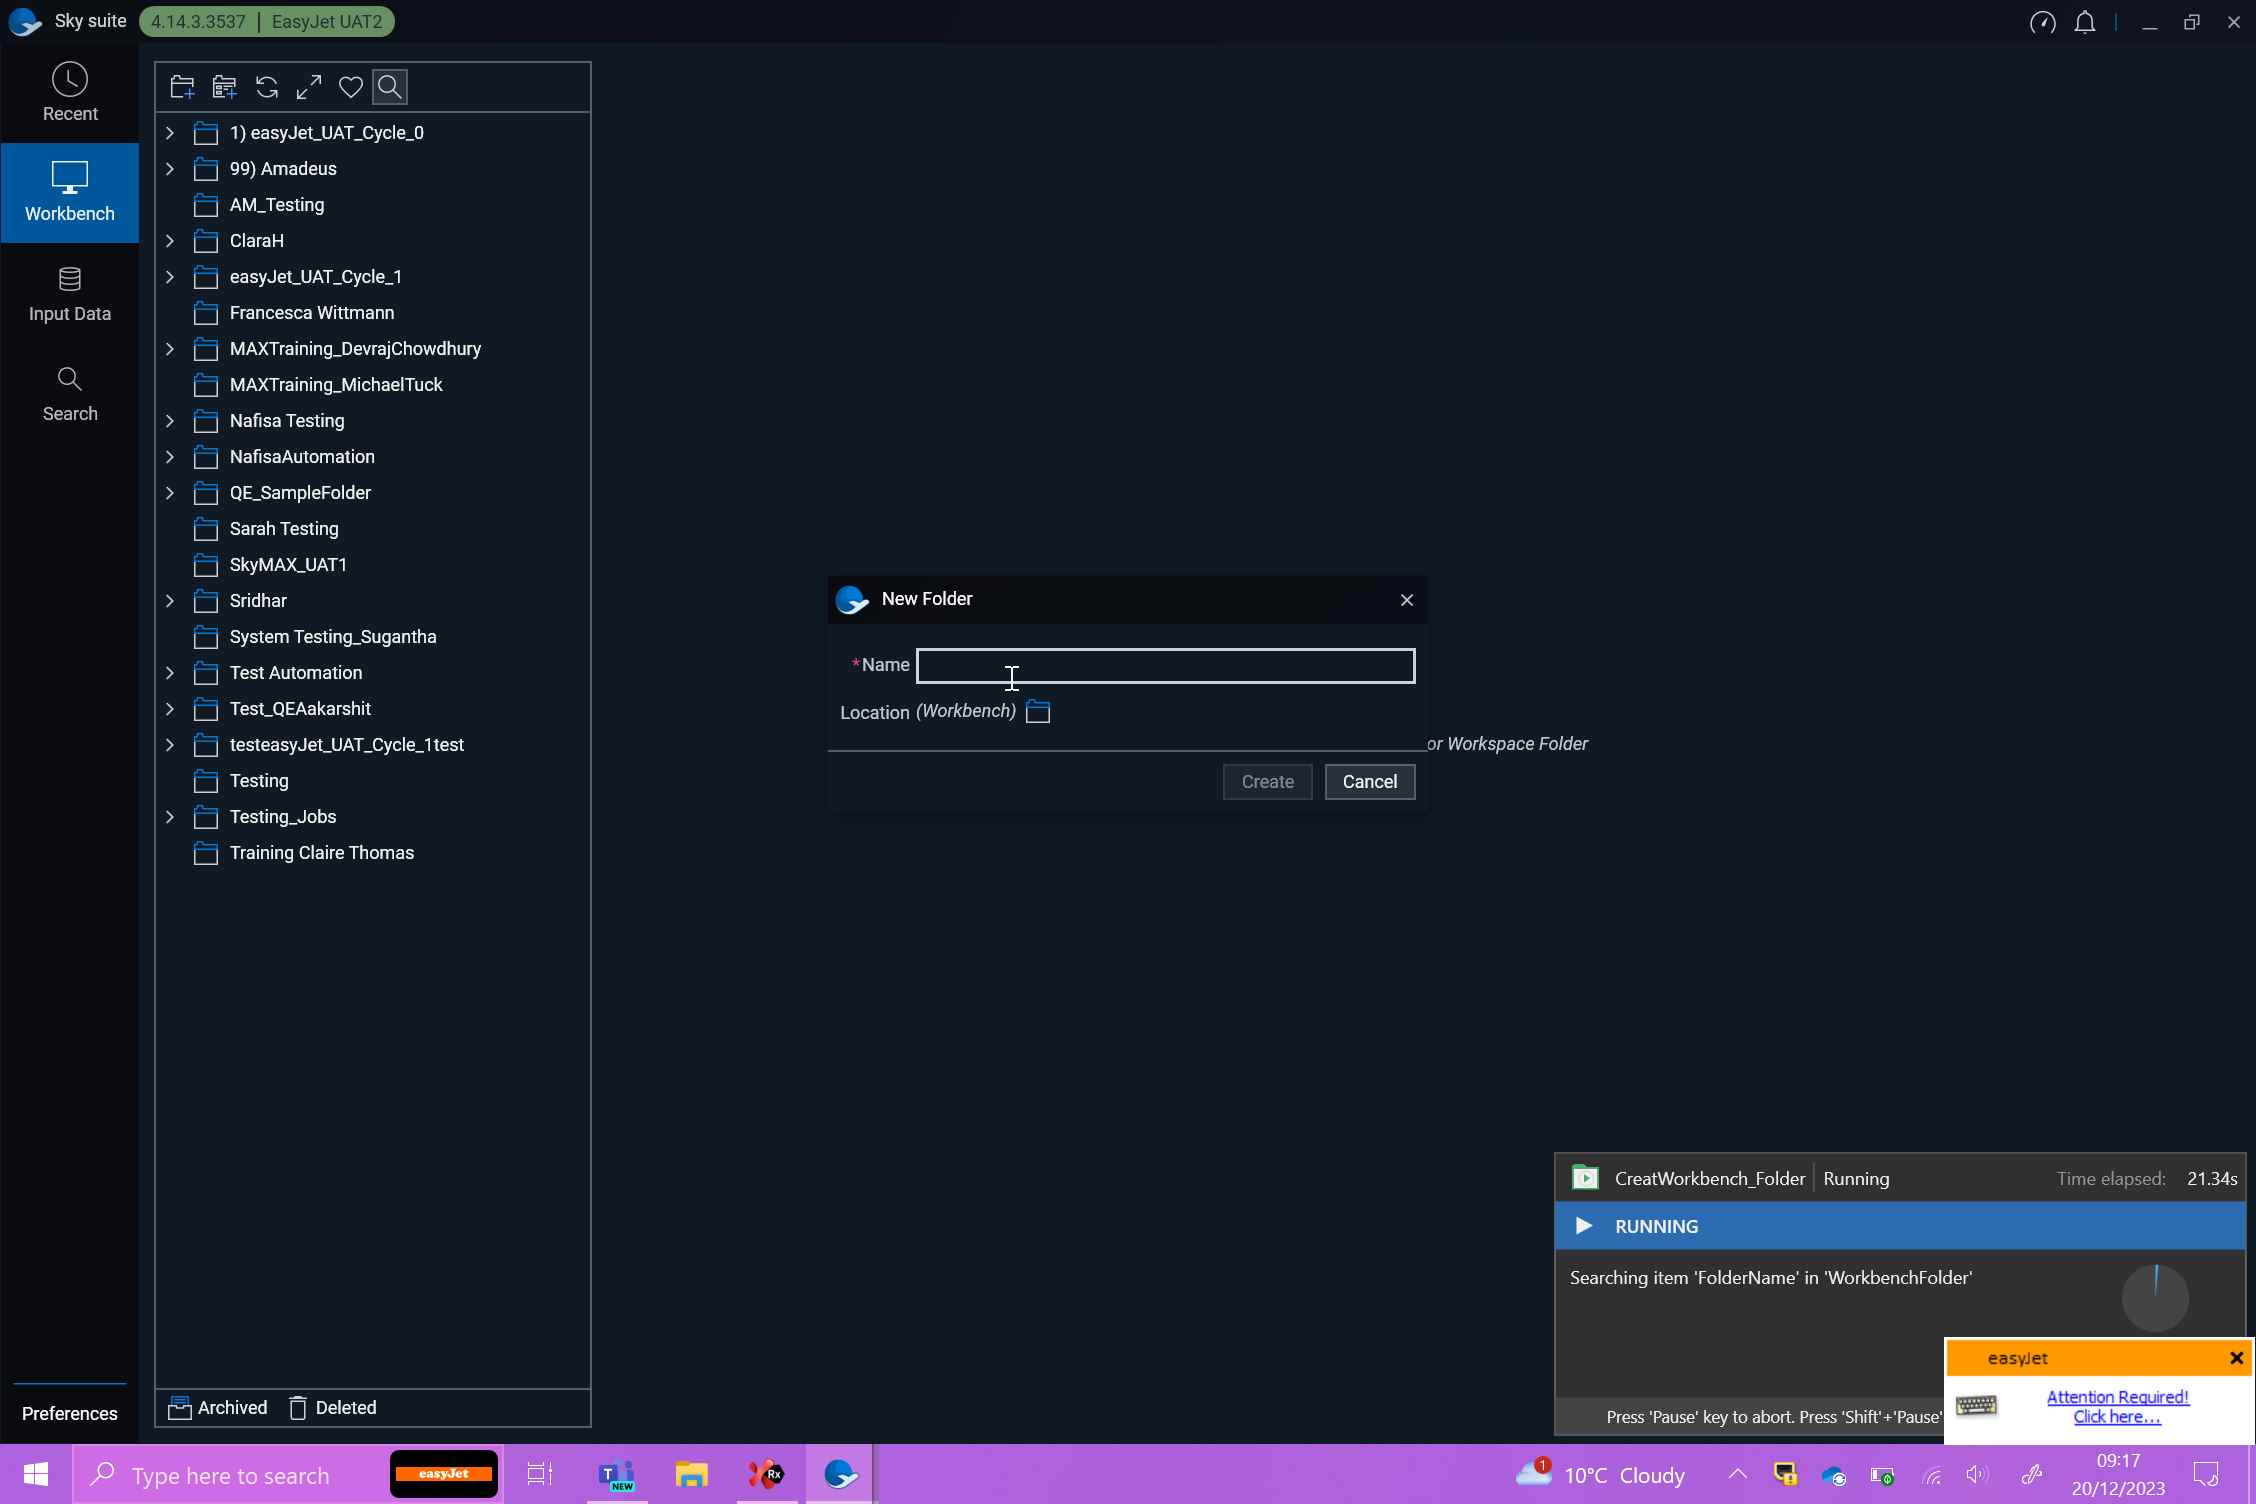 Sky suite 4.14.3.3537 | EasyJet UAT2
Recent
Workbench
Input Data
Search
Preferences
1) easyJet_UAT_Cycle_0
99) Amadeus
AM_Testing
ClaraH
easyJet_UAT_Cycle_1
Francesca Wittmann
MAXTraining_DevrajChowdhury
MAXTraining_MichaelTuck
Nafisa Testing
NafisaAutomation
QE_SampleFolder
Sarah Testing
SkyMAX_UAT1
Sridhar
System Testing_Sugantha
Test Automation
Test_QEAakarshit
testeasyJet_UAT_Cycle_1test
Testing
Testing_Jobs
Training Claire Thomas
Archived Deleted
New Folder
*Name
Location (Workbench)
Create Cancel
or Workspace Folder
CreatWorkbench_Folder | Running Time elapsed: 21.34s
RUNNING
Searching item 'FolderName' in 'WorkbenchFolder'
Press 'Pause' key to abort. Press 'Shift'+'Pause'
easyJet
Attention Required!
Click here...
Type here to search
easyJet
T
NEW
Rx
1
10°C Cloudy
09:17
20/12/2023